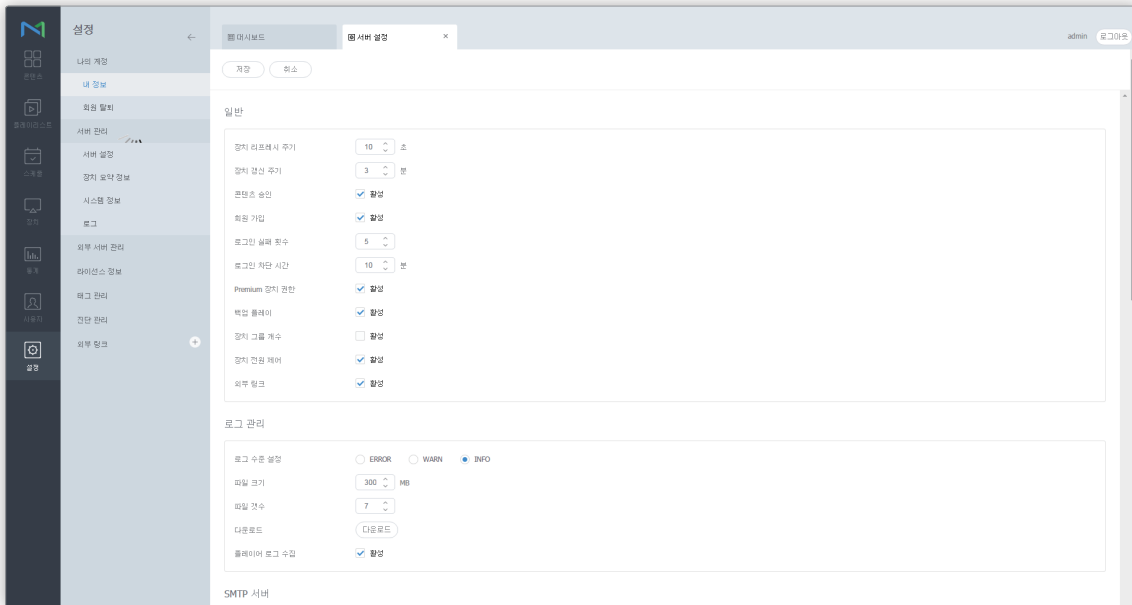 설정
←
콘텐츠
플레이리스트
스케줄
장치
통계
사용자
설정
나의 계정
내 정보
회원 탈퇴
서버 관리
서버 설정
장치 요약 정보
시스템 정보
로그
외부 서버 관리
라이선스 정보
태그 관리
진단 관리
외부 링크
대시보드
서버 설정
×
admin
로그아웃
저장
취소
일반
장치 리프레시 주기 10 초
장치 갱신 주기 3 분
콘텐츠 승인 활성
회원 가입 활성
로그인 실패 횟수 5
로그인 차단 시간 10 분
Premium 장치 권한 활성
백업 플레이 활성
장치 그룹 개수 활성
장치 전원 제어 활성
외부 링크 활성
로그 관리
로그 수준 설정 ERROR WARN INFO
파일 크기 300 MB
파일 갯수 7
다운로드 다운로드
플레이어 로그 수집 활성
SMTP 서버